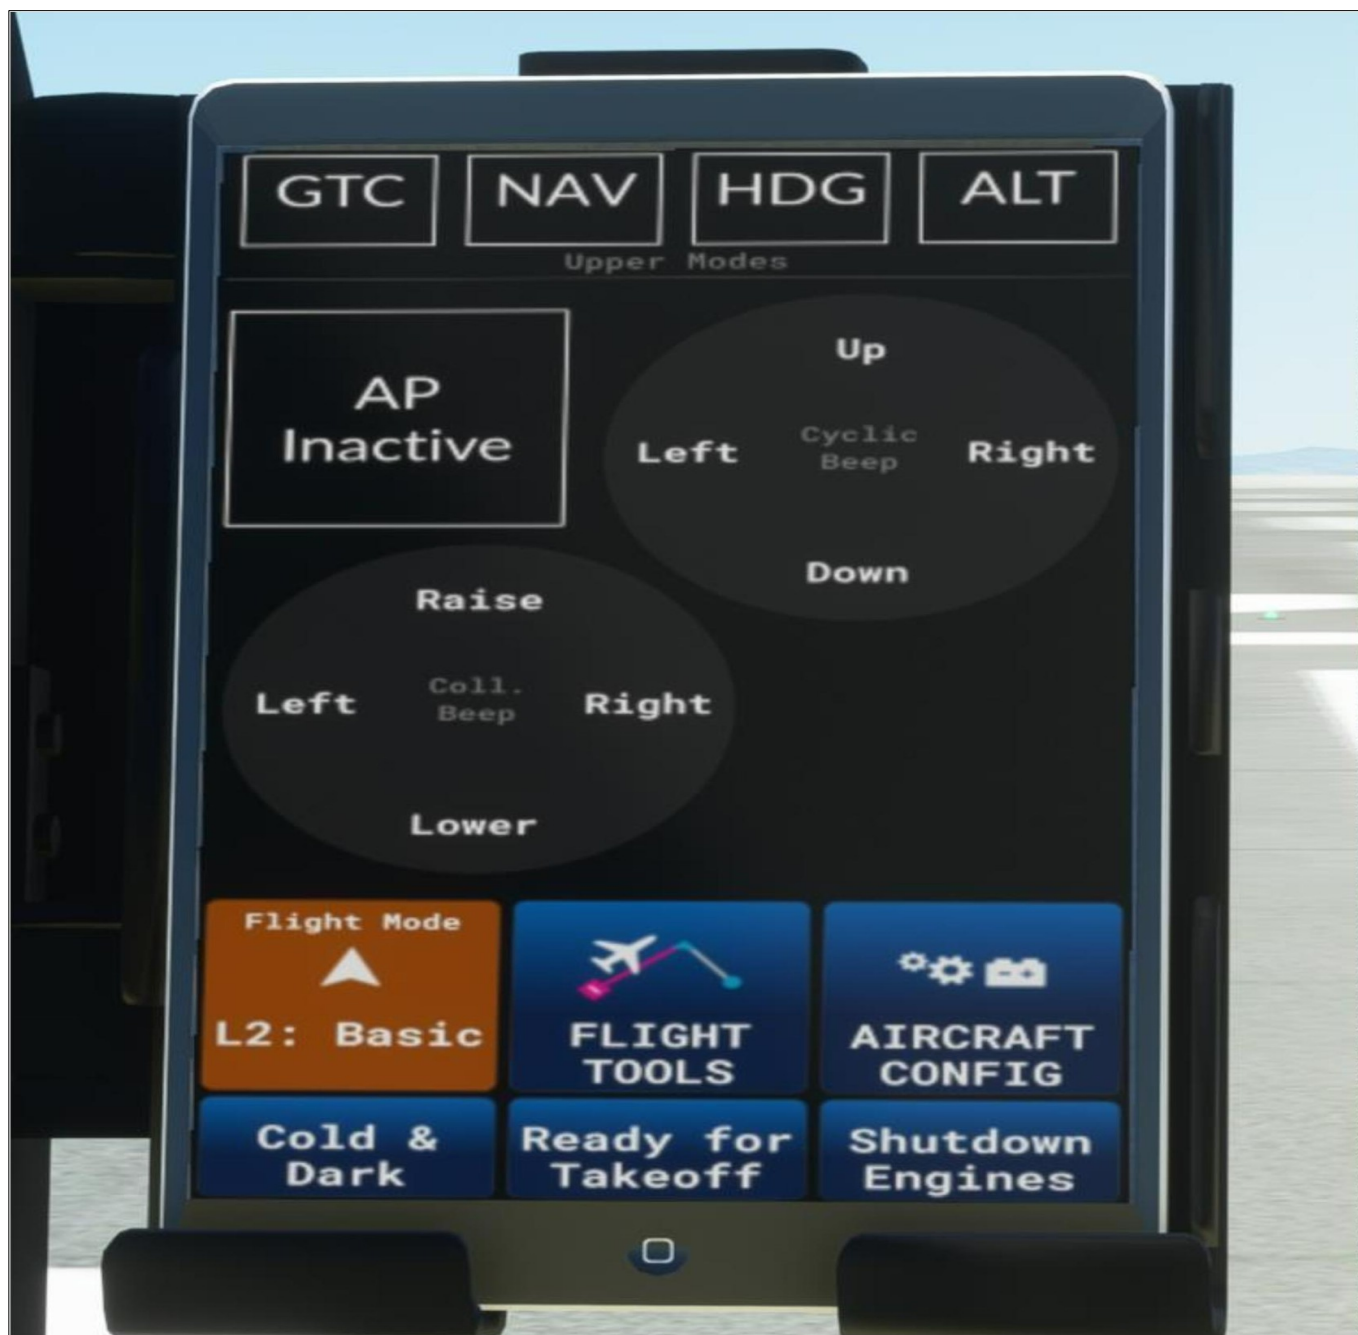 GTC NAV HDG ALT
Upper Modes
AP
Inactive
Up
Left
Cyclic
Beep
Right
Down
Raise
Left
Coll.
Beep
Right
Lower
Flight Mode
L2: Basic
FLIGHT
TOOLS
AIRCRAFT
CONFIG
Cold &
Dark
Ready for
Takeoff
Shutdown
Engines